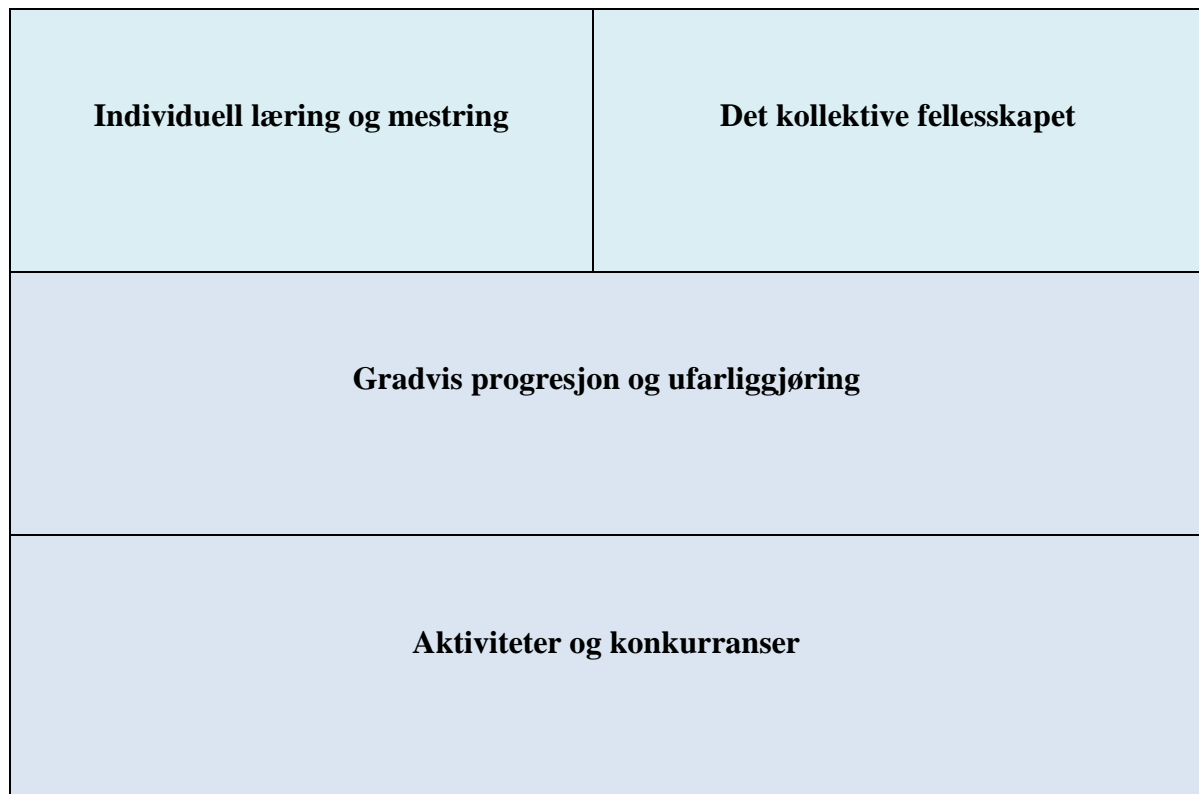 Individuell læring og mestring
Det kollektive fellesskapet
Gradvis progresjon og ufarliggjøring
Aktiviteter og konkurranser